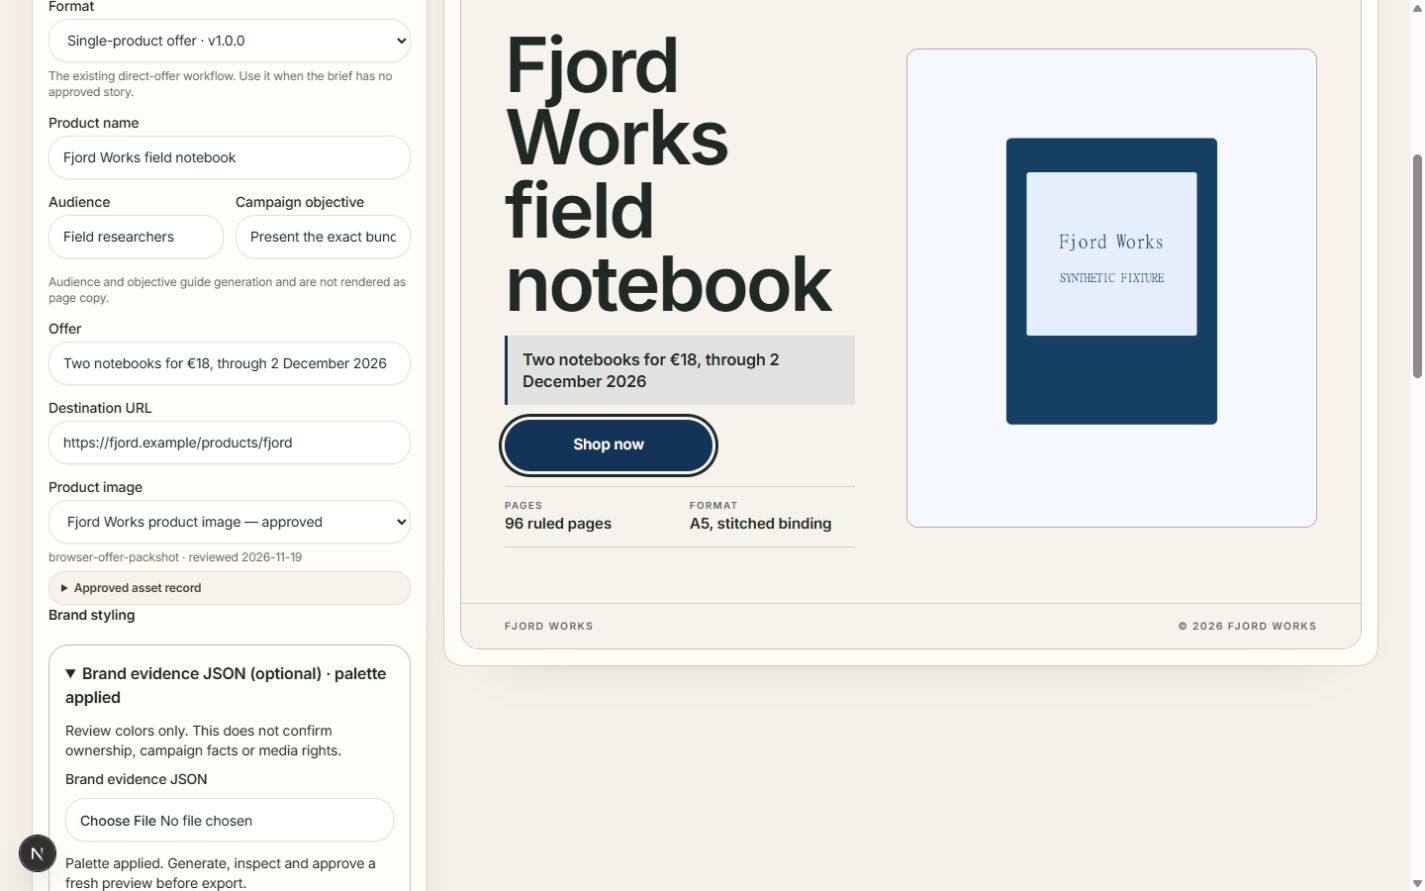 Format
Single-product offer · v1.0.0
The existing direct-offer workflow. Use it when the brief has no
approved story.
Product name
Fjord Works field notebook
Audience
Campaign objective
Field researchers
Present the exact bund
Audience and objective guide generation and are not rendered as
page copy.
Offer
Two notebooks for €18, through 2 December 2026
Destination URL
https://fjord.example/products/fjord
Product image
Fjord Works product image — approved
browser-offer-packshot · reviewed 2026-11-19
Approved asset record
Brand styling
Brand evidence JSON (optional) · palette
applied
Review colors only. This does not confirm
ownership, campaign facts or media rights.
Brand evidence JSON
Choose File No file chosen
Palette applied. Generate, inspect and approve a
fresh preview before export.
N
Fjord
Works
field
notebook
Two notebooks for €18, through 2
December 2026
Shop now
PAGES
96 ruled pages
FORMAT
A5, stitched binding
Fjord Works
SYNTHETIC FIXTURE
FJORD WORKS
© 2026 FJORD WORKS